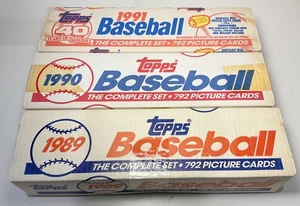 Topps
40
1991
Baseball
THE COMPLETE SET • 792 PICTURE CARDS
1990
Topps
Baseball
THE COMPLETE SET • 792 PICTURE CARDS
1989
Topps
Baseball
THE COMPLETE SET • 792 PICTURE CARDS